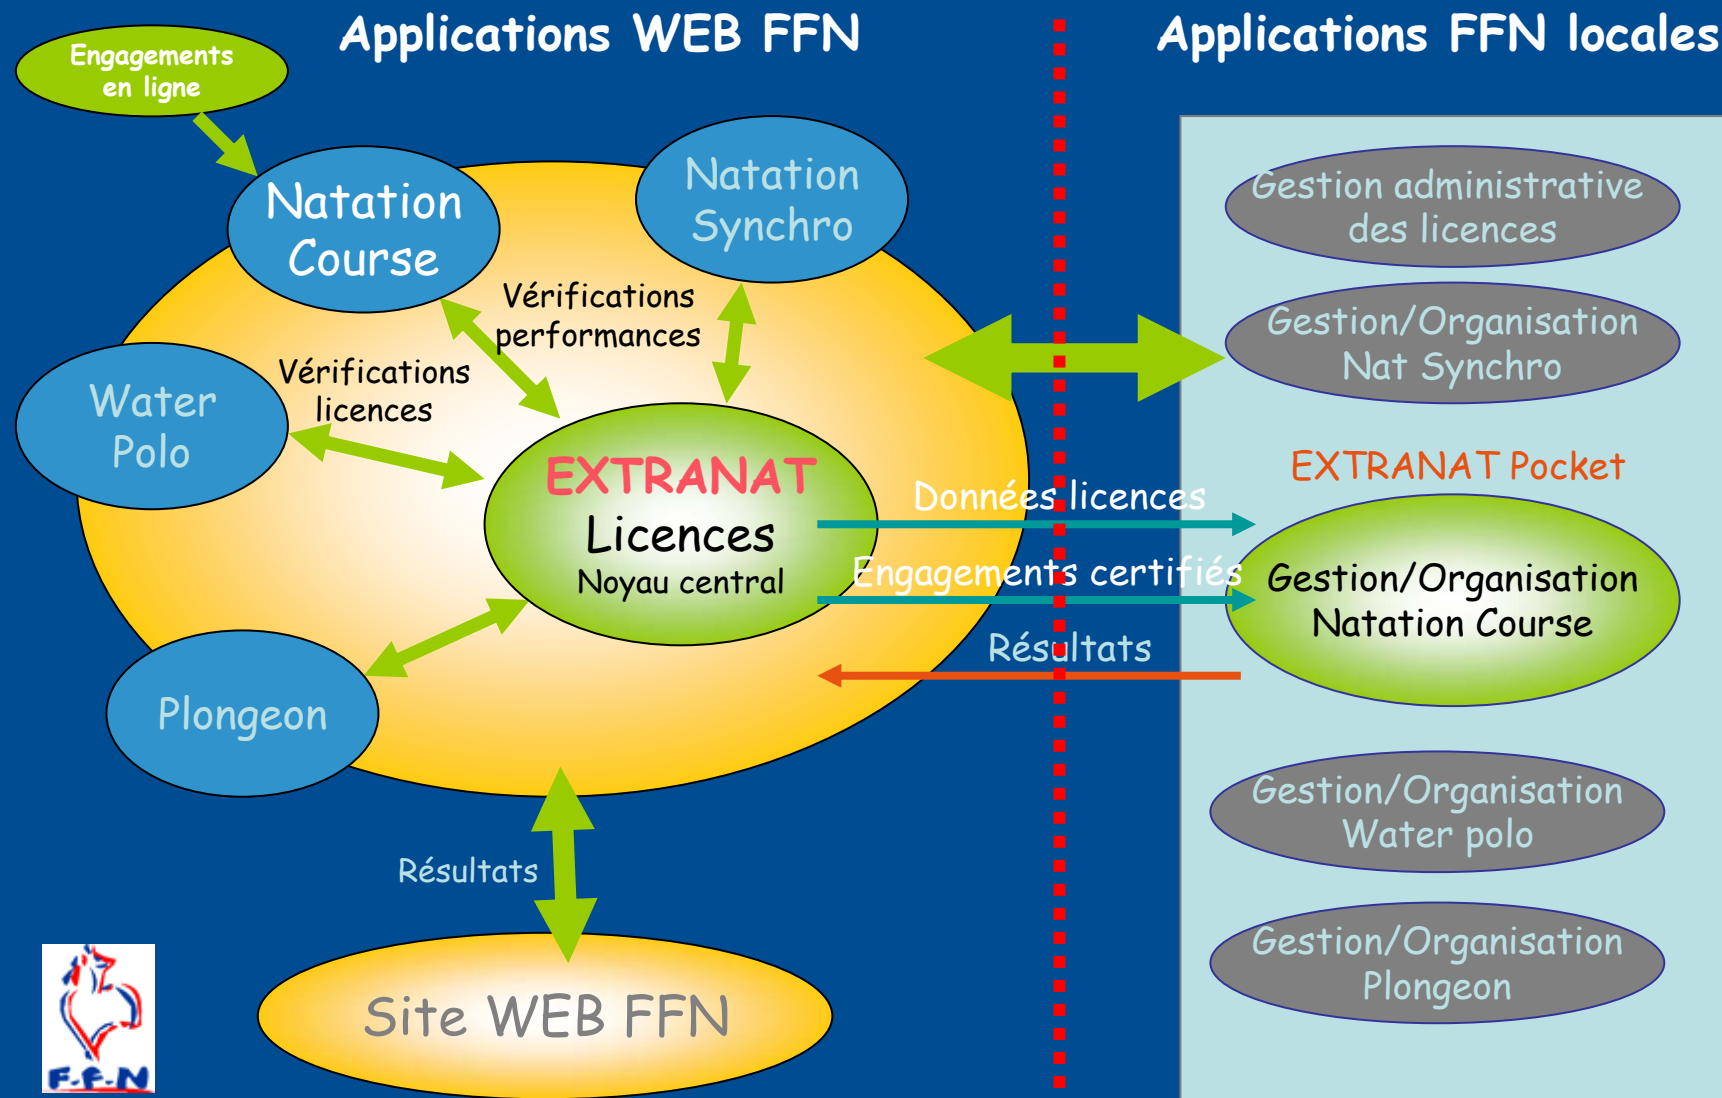 Applications WEB FFN
Applications FFN locales
Engagements
en ligne
Natation
Course
Natation
Synchro
Vérifications
performances
Vérifications
licences
Water
Polo
EXTRANAT
Licences
Noyau central
Plongeon
Résultats
Site WEB FFN
F-F-N
Données licences
Engagements certifiés
Résultats
Gestion administrative
des licences
Gestion/Organisation
Nat Synchro
EXTRANAT Pocket
Gestion/Organisation
Natation Course
Gestion/Organisation
Water polo
Gestion/Organisation
Plongeon